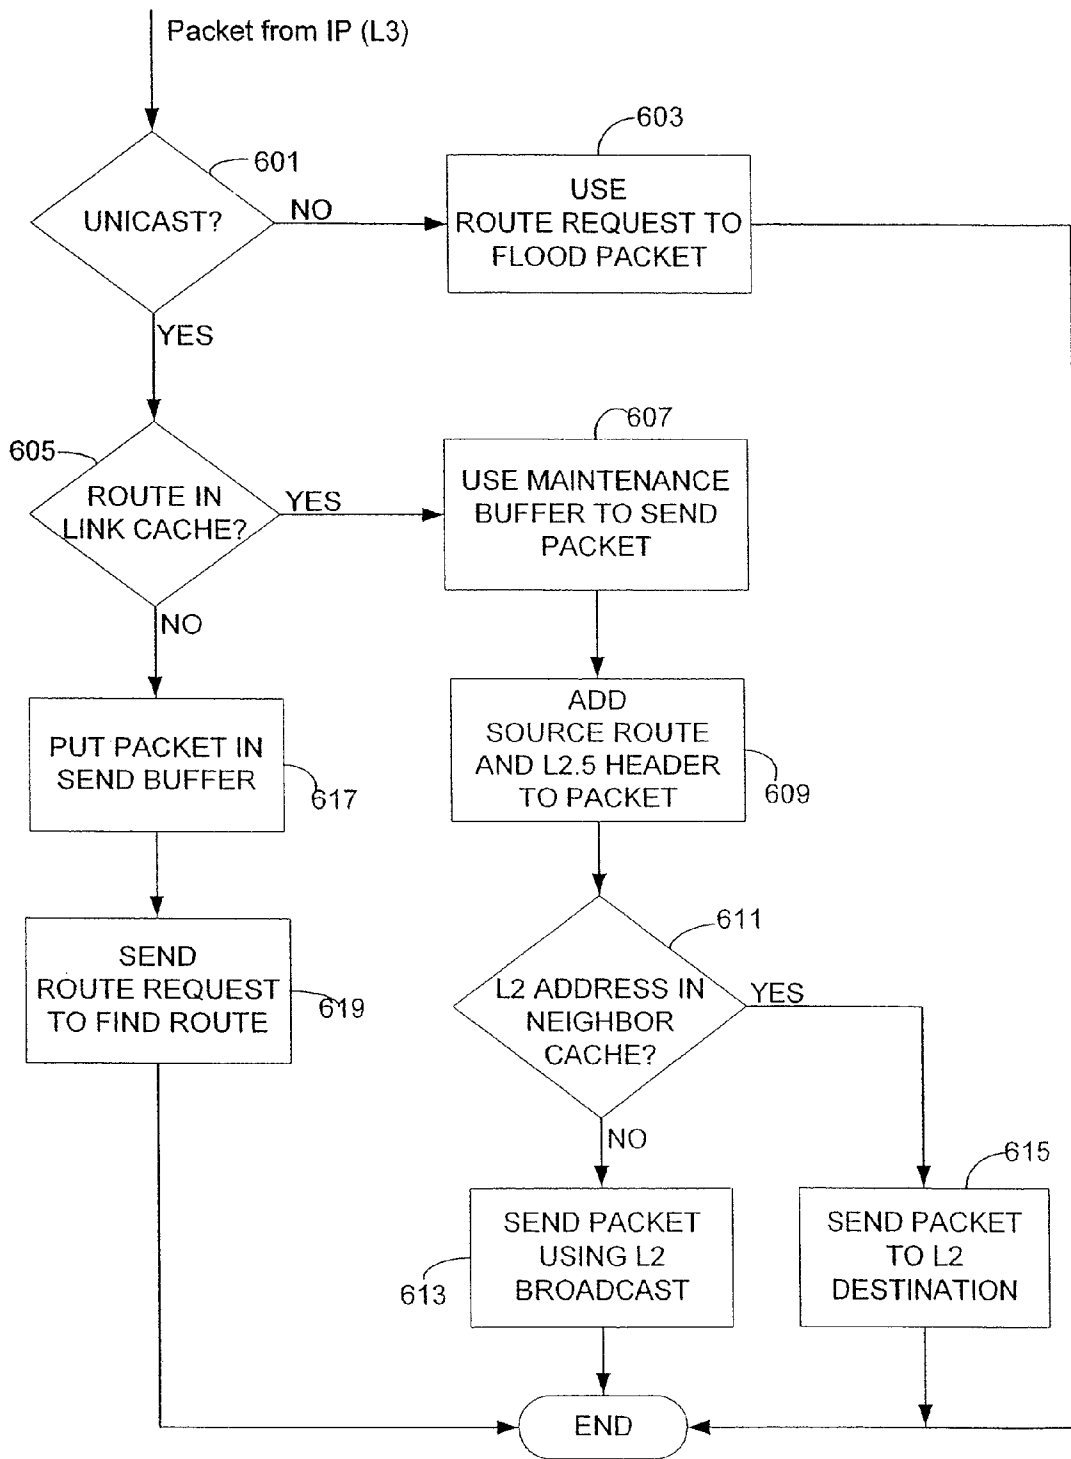 Packet from IP (L3)
601
UNICAST?
NO
603
USE
ROUTE REQUEST TO
FLOOD PACKET
YES
605
ROUTE IN
LINK CACHE?
YES
607
USE MAINTENANCE
BUFFER TO SEND
PACKET
NO
ADD
SOURCE ROUTE
AND L2.5 HEADER
TO PACKET
609
PUT PACKET IN
SEND BUFFER
617
SEND
ROUTE REQUEST
TO FIND ROUTE
619
611
L2 ADDRESS IN
NEIGHBOR
CACHE?
YES
NO
615
SEND PACKET
USING L2
BROADCAST
613
SEND PACKET
TO L2
DESTINATION
END